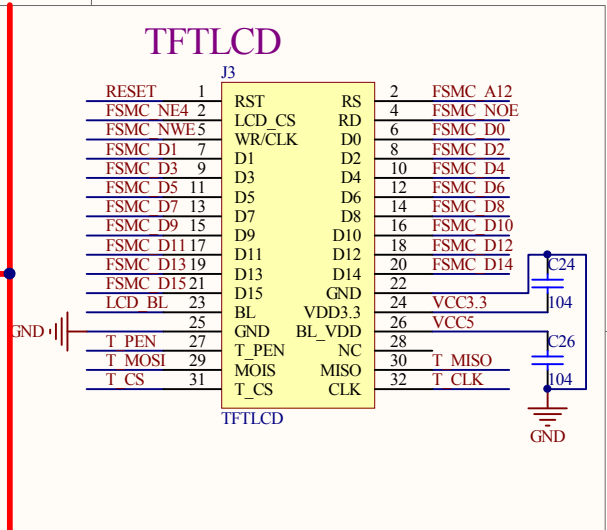 TFTLCD
J3
RESET 1 RST RS 2 FSMC_A12
FSMC_NE4 2 LCD_CS RD 4 FSMC_NOE
FSMC_NWE 5 WR/CLK D0 6 FSMC_D0
FSMC_D1 7 D1 D2 8 FSMC_D2
FSMC_D3 9 D3 D4 10 FSMC_D4
FSMC_D5 11 D5 D6 12 FSMC_D6
FSMC_D7 13 D7 D8 14 FSMC_D8
FSMC_D9 15 D9 D10 16 FSMC_D10
FSMC_D11 17 D11 D12 18 FSMC_D12
FSMC_D13 19 D13 D14 20 FSMC_D14
FSMC_D15 21 D15 GND 22
LCD_BL 23 BL VDD3.3 24 VCC3.3
GND 25 GND BL_VDD 26 VCC5
T_PEN 27 T_PEN NC 28
T_MOSI 29 MOIS MISO 30 T_MISO
T_CS 31 T_CS CLK 32 T_CLK
TFTLCD
C24
104
C26
104
GND